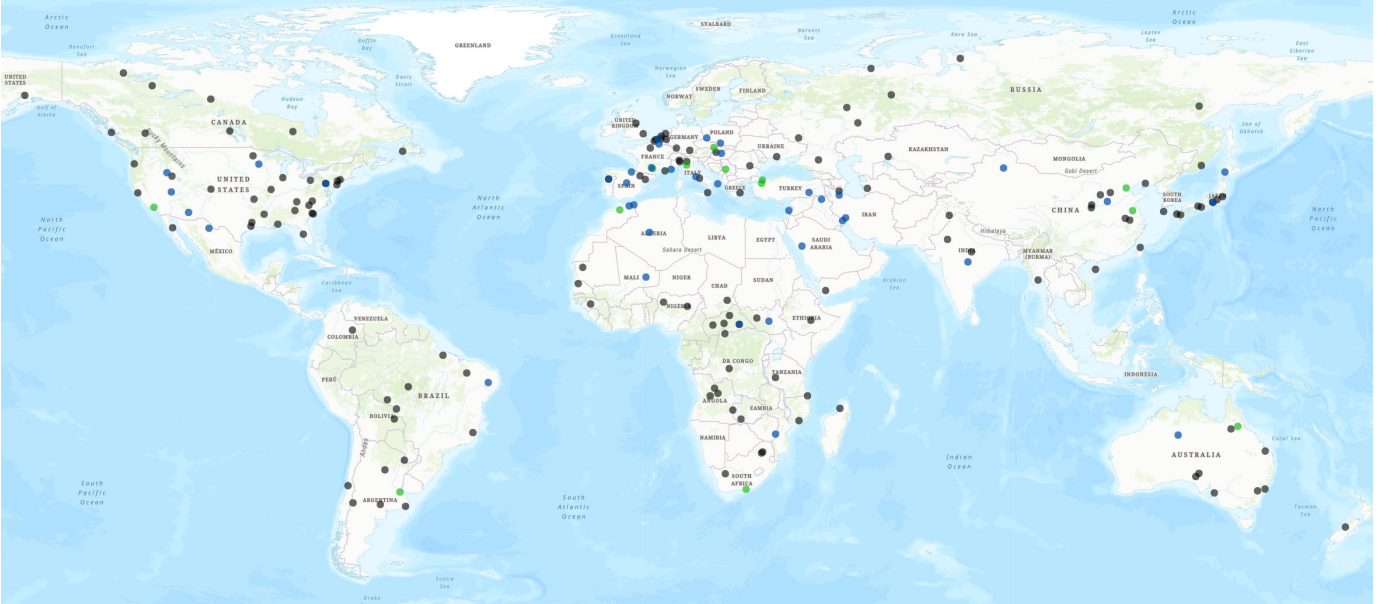 Arctic
Ocean
Beaufort
Sea
Baffin
Bay
GREENLAND
Davis
Strait
Greenland
Sea
SVALBARD
Norwegian
Sea
Barents
Sea
Kara Sea
Laptev
Sea
Arctic
Ocean
East
Siberian
Sea
UNITED
STATES
Gulf of
Alaska
CANADA
Hudson
Bay
Rocky Mountains
UNITED
STATES
MÉXICO
Caribbean
Sea
North
Pacific
Ocean
North
Atlantic
Ocean
NORWAY
SWEDEN
FINLAND
RUSSIA
Sea of
Okhotsk
UNITED
KINGDOM
GERMANY
POLAND
UKRAINE
FRANCE
ITALY
SPAIN
GREECE
TURKEY
KAZAKHSTAN
MONGOLIA
Gobi Desert
CHINA
SOUTH
KOREA
JAPAN
North
Pacific
Ocean
ALGERIA
LIBYA
EGYPT
Sahara Desert
SAUDI
ARABIA
IRAN
Himalaya
INDIA
MYANMAR
(BURMA)
Arabian
Sea
MALI
NIGER
CHAD
SUDAN
NIGERIA
ETHIOPIA
DR CONGO
TANZANIA
ANGOLA
ZAMBIA
NAMIBIA
SOUTH
AFRICA
VENEZUELA
COLOMBIA
PERÚ
BRAZIL
BOLIVIA
Andes
ARGENTINA
South
Pacific
Ocean
South
Atlantic
Ocean
Scotia
Sea
Drake
Indian
Ocean
INDONESIA
AUSTRALIA
Coral Sea
Tasman
Sea